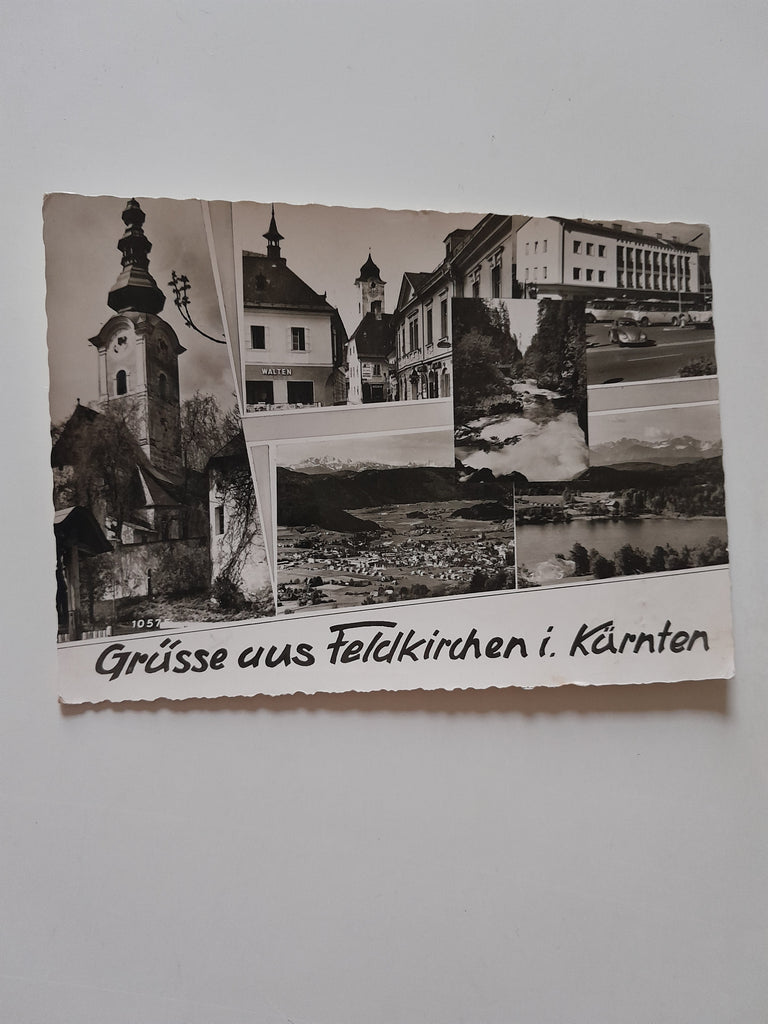 WALTEN
1057
Grüsse aus Feldkirchen i. Kärnten